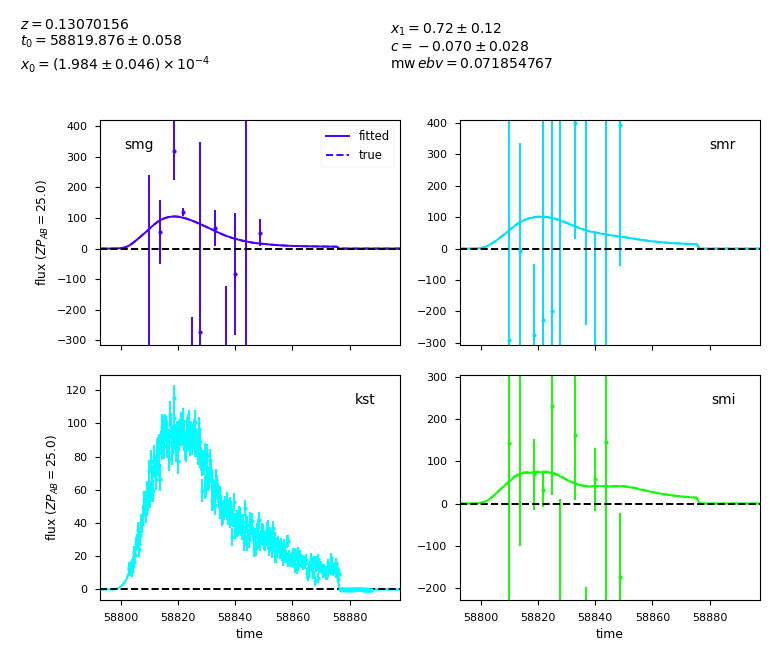 z = 0.13070156
t₀ = 58819.876 ± 0.058
x₀ = (1.984 ± 0.046) × 10⁻⁴
x₁ = 0.72 ± 0.12
c = −0.070 ± 0.028
mw ebv = 0.071854767
smg
fitted
true
400
300
200
100
0
−100
−200
−300
flux (ZP_AB = 25.0)
smr
400
300
200
100
0
−100
−200
−300
kst
120
100
80
60
40
20
0
flux (ZP_AB = 25.0)
58800 58820 58840 58860 58880
time
smi
300
200
100
0
−100
−200
58800 58820 58840 58860 58880
time